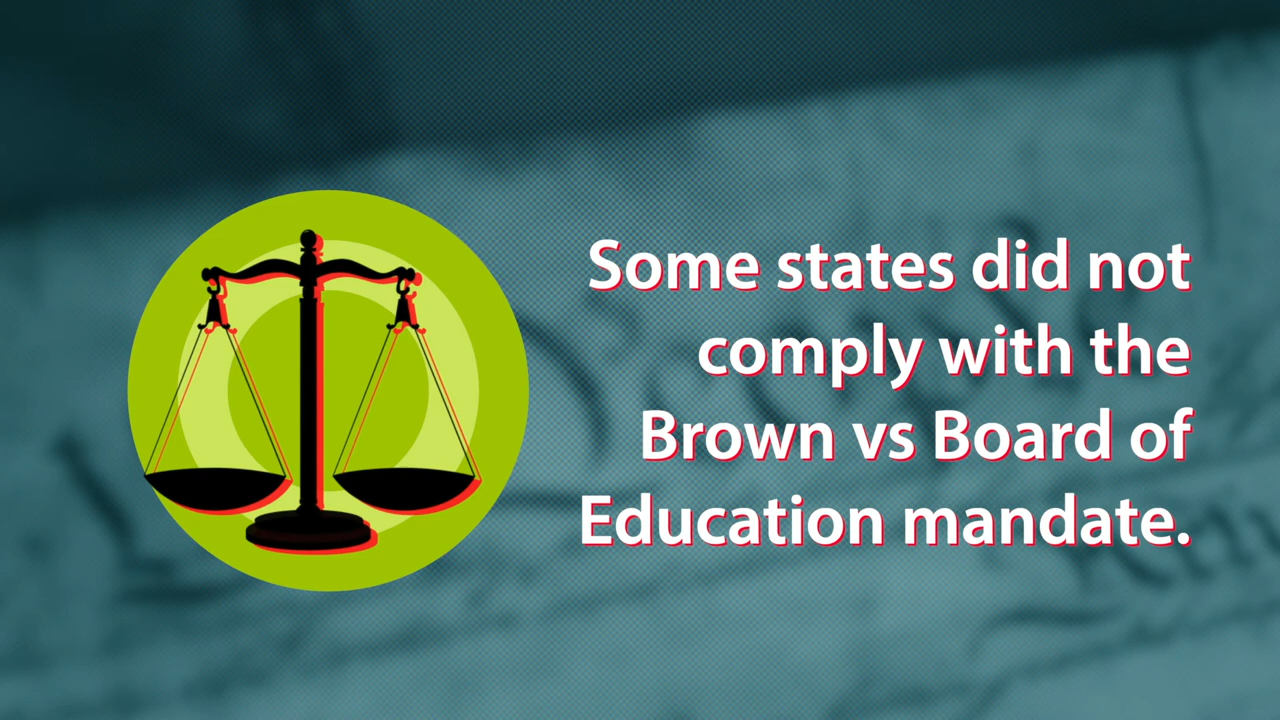 Some states did not
comply with the
Brown vs Board of
Education mandate.